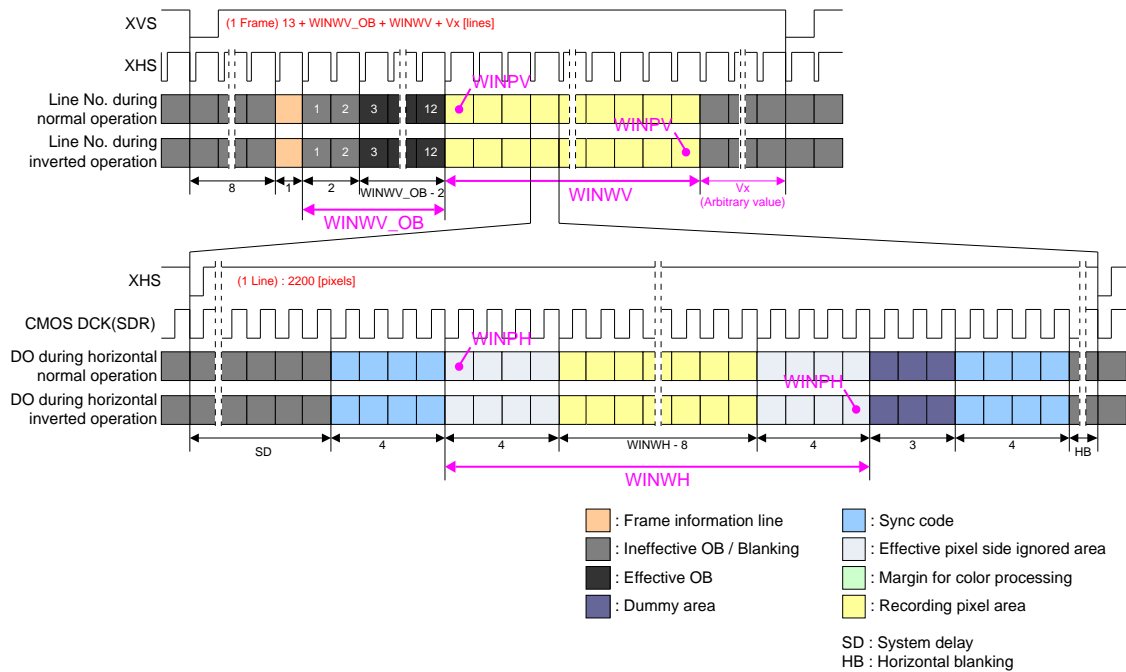 XVS
(1 Frame) 13 + WINWV_OB + WINWV + Vx [lines]
XHS
WINPV
Line No. during
normal operation
1 2 3 12
WINPV
Line No. during
inverted operation
1 2 3 12
8 1 2 WINWV_OB - 2 WINWV Vx
(Arbitrary value)
WINWV_OB
XHS
(1 Line) : 2200 [pixels]
CMOS DCK(SDR)
WINPH
DO during horizontal
normal operation
WINPH
DO during horizontal
inverted operation
SD 4 4 WINWH - 8 4 3 4 HB
WINWH
: Frame information line
: Ineffective OB / Blanking
: Effective OB
: Dummy area
: Sync code
: Effective pixel side ignored area
: Margin for color processing
: Recording pixel area
SD : System delay
HB : Horizontal blanking